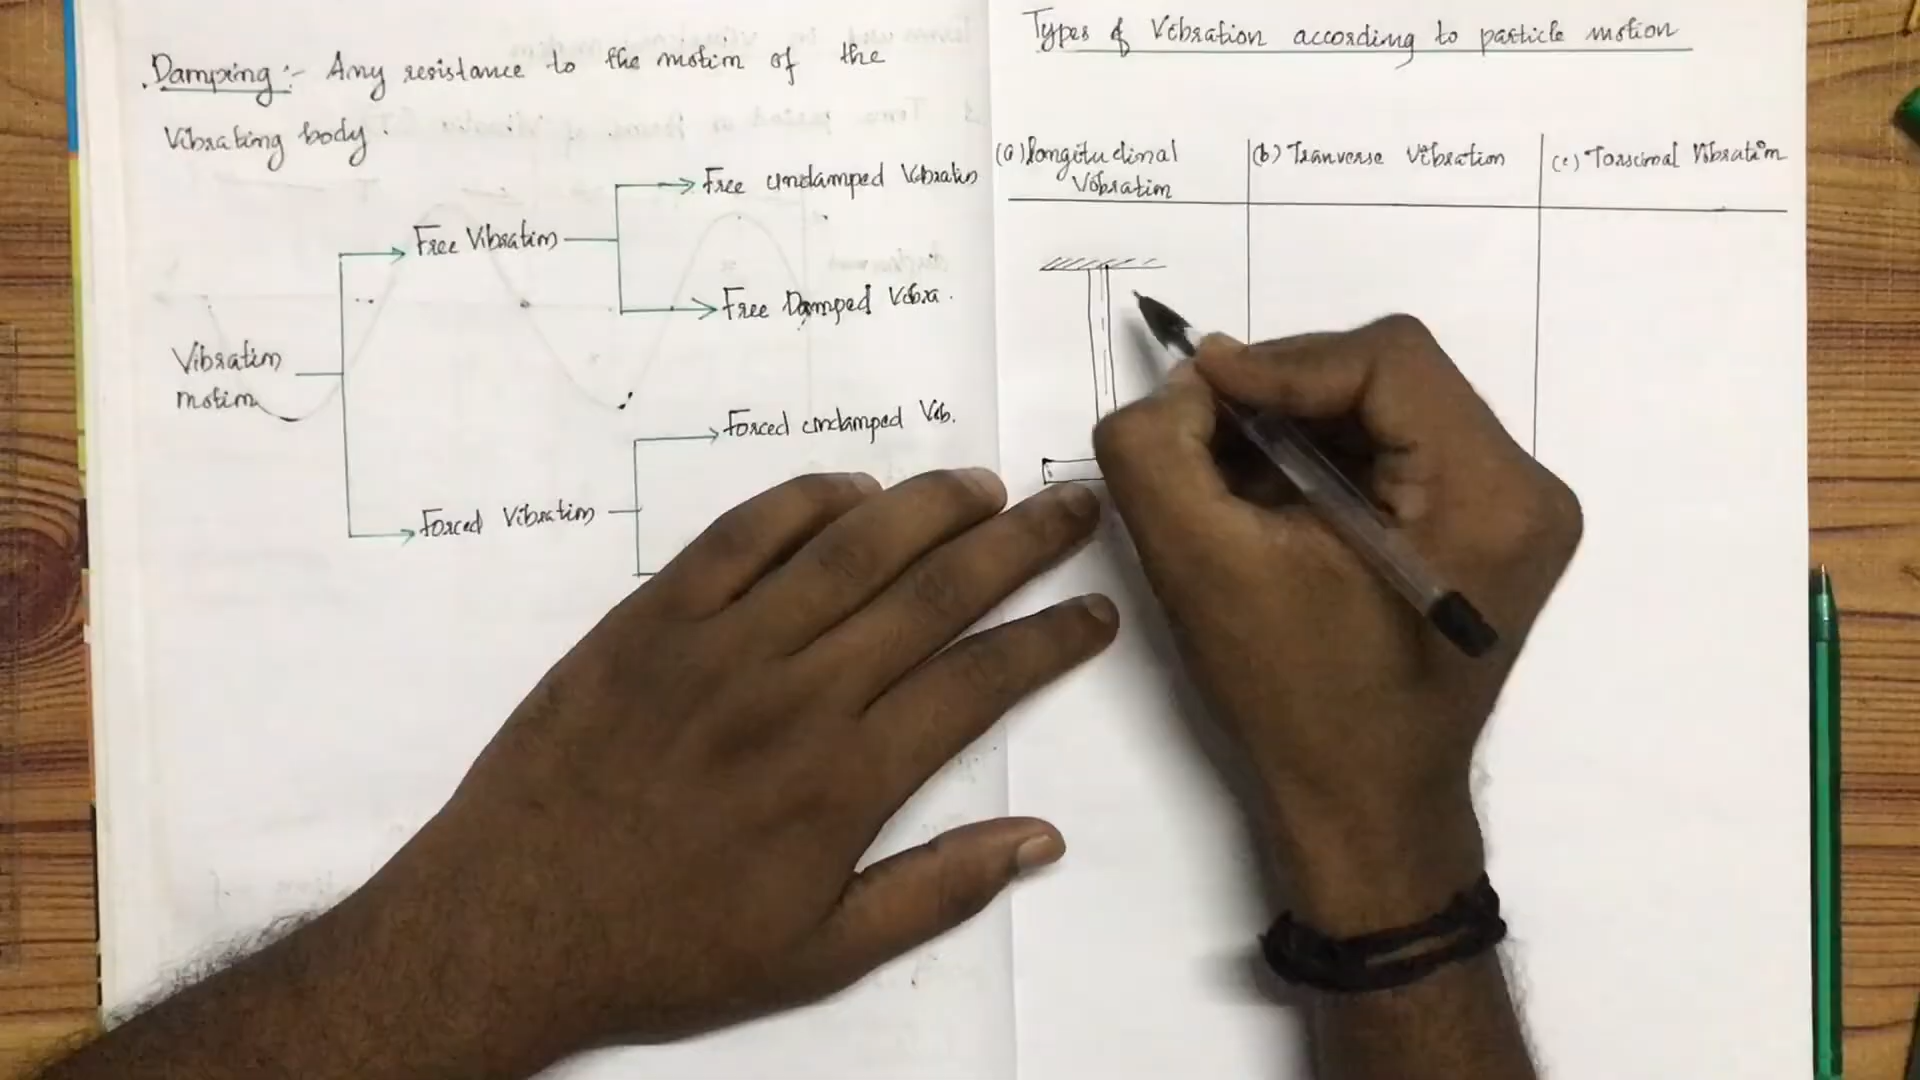 Damping :- Any resistance to the motion of the
Vibrating body.
Vibration
motion
Free Vibration
Free undamped Vibration
Free Damped Vibra.
Forced Vibration
Forced undamped Vib.
Types of Vibration according to particle motion
(a) longitudinal
Vibration
(b) Tranverse Vibration
(c) Torsional Vibration